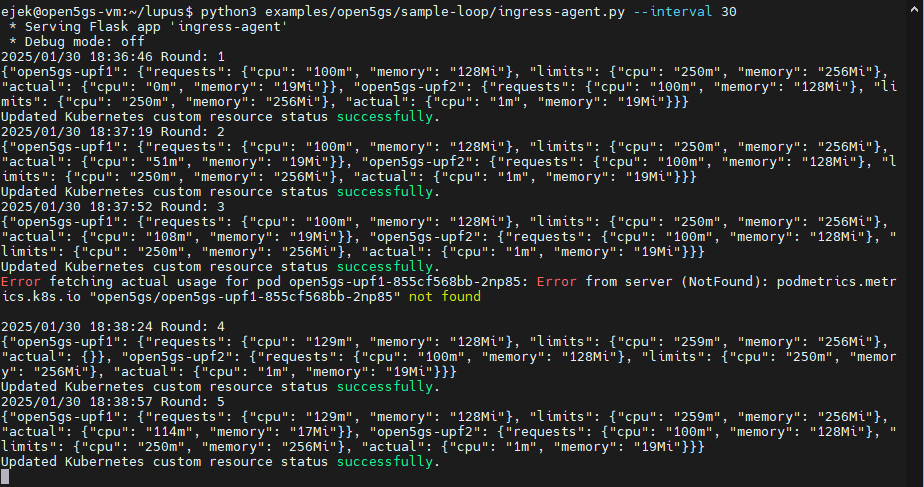 ejek@open5gs-vm:~/lupus$ python3 examples/open5gs/sample-loop/ingress-agent.py --interval 30
 * Serving Flask app 'ingress-agent'
 * Debug mode: off
2025/01/30 18:36:46 Round: 1
{"open5gs-upf1": {"requests": {"cpu": "100m", "memory": "128Mi"}, "limits": {"cpu": "250m", "memory": "256Mi"},
"actual": {"cpu": "0m", "memory": "19Mi"}}, "open5gs-upf2": {"requests": {"cpu": "100m", "memory": "128Mi"}, "li
mits": {"cpu": "250m", "memory": "256Mi"}, "actual": {"cpu": "1m", "memory": "19Mi"}}}
Updated Kubernetes custom resource status successfully.
2025/01/30 18:37:19 Round: 2
{"open5gs-upf1": {"requests": {"cpu": "100m", "memory": "128Mi"}, "limits": {"cpu": "250m", "memory": "256Mi"},
"actual": {"cpu": "51m", "memory": "19Mi"}}, "open5gs-upf2": {"requests": {"cpu": "100m", "memory": "128Mi"}, "l
imits": {"cpu": "250m", "memory": "256Mi"}, "actual": {"cpu": "1m", "memory": "19Mi"}}}
Updated Kubernetes custom resource status successfully.
2025/01/30 18:37:52 Round: 3
{"open5gs-upf1": {"requests": {"cpu": "100m", "memory": "128Mi"}, "limits": {"cpu": "250m", "memory": "256Mi"},
"actual": {"cpu": "108m", "memory": "19Mi"}}, "open5gs-upf2": {"requests": {"cpu": "100m", "memory": "128Mi"}, "
limits": {"cpu": "250m", "memory": "256Mi"}, "actual": {"cpu": "1m", "memory": "19Mi"}}}
Updated Kubernetes custom resource status successfully.
Error fetching actual usage for pod open5gs-upf1-855cf568bb-2np85: Error from server (NotFound): podmetrics.metr
ics.k8s.io "open5gs/open5gs-upf1-855cf568bb-2np85" not found
2025/01/30 18:38:24 Round: 4
{"open5gs-upf1": {"requests": {"cpu": "129m", "memory": "128Mi"}, "limits": {"cpu": "259m", "memory": "256Mi"},
"actual": {}}, "open5gs-upf2": {"requests": {"cpu": "100m", "memory": "128Mi"}, "limits": {"cpu": "250m", "memor
y": "256Mi"}, "actual": {"cpu": "1m", "memory": "19Mi"}}}
Updated Kubernetes custom resource status successfully.
2025/01/30 18:38:57 Round: 5
{"open5gs-upf1": {"requests": {"cpu": "129m", "memory": "128Mi"}, "limits": {"cpu": "259m", "memory": "256Mi"},
"actual": {"cpu": "114m", "memory": "17Mi"}}, "open5gs-upf2": {"requests": {"cpu": "100m", "memory": "128Mi"}, "
limits": {"cpu": "250m", "memory": "256Mi"}, "actual": {"cpu": "1m", "memory": "19Mi"}}}
Updated Kubernetes custom resource status successfully.